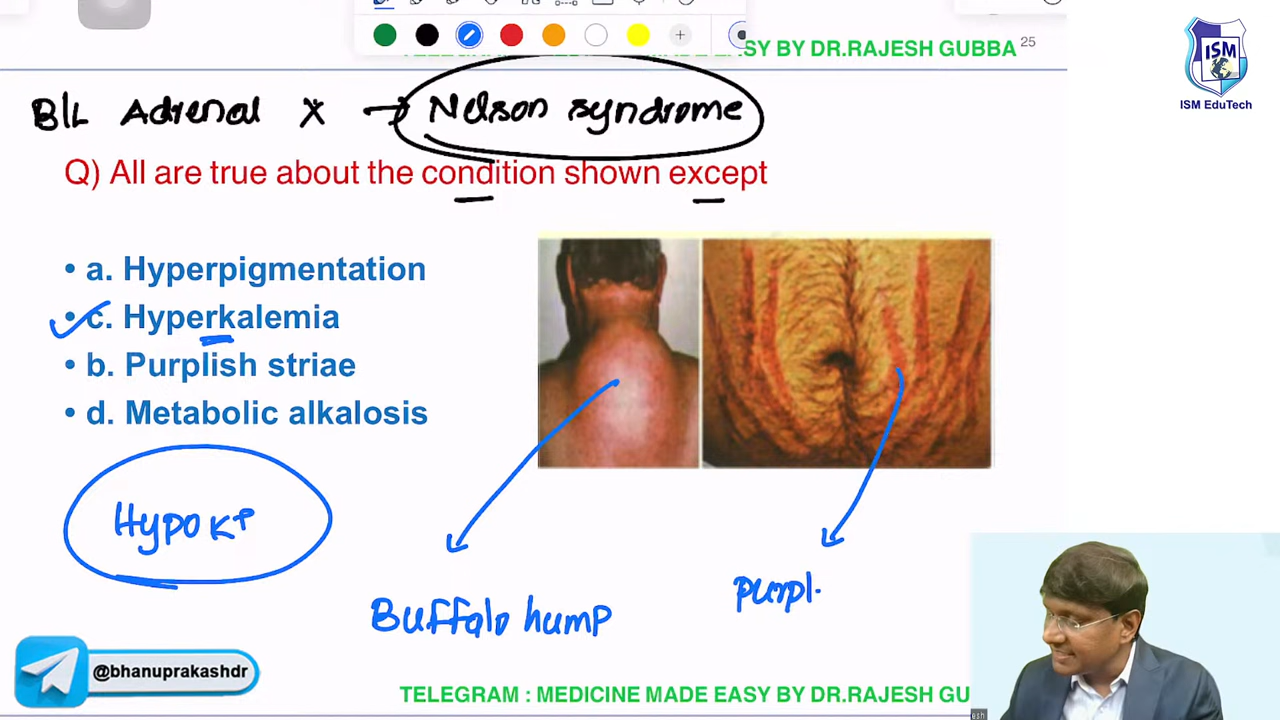 SY BY DR.RAJESH GUBBA
25
ISM
ISM EduTech
B/L Adrenal X → Nelson syndrome
Q) All are true about the condition shown except
• a. Hyperpigmentation
• c. Hyperkalemia
• b. Purplish striae
• d. Metabolic alkalosis
Hypo K+
Buffalo hump
purpl
@bhanuprakashdr
TELEGRAM : MEDICINE MADE EASY BY DR.RAJESH GU
esh